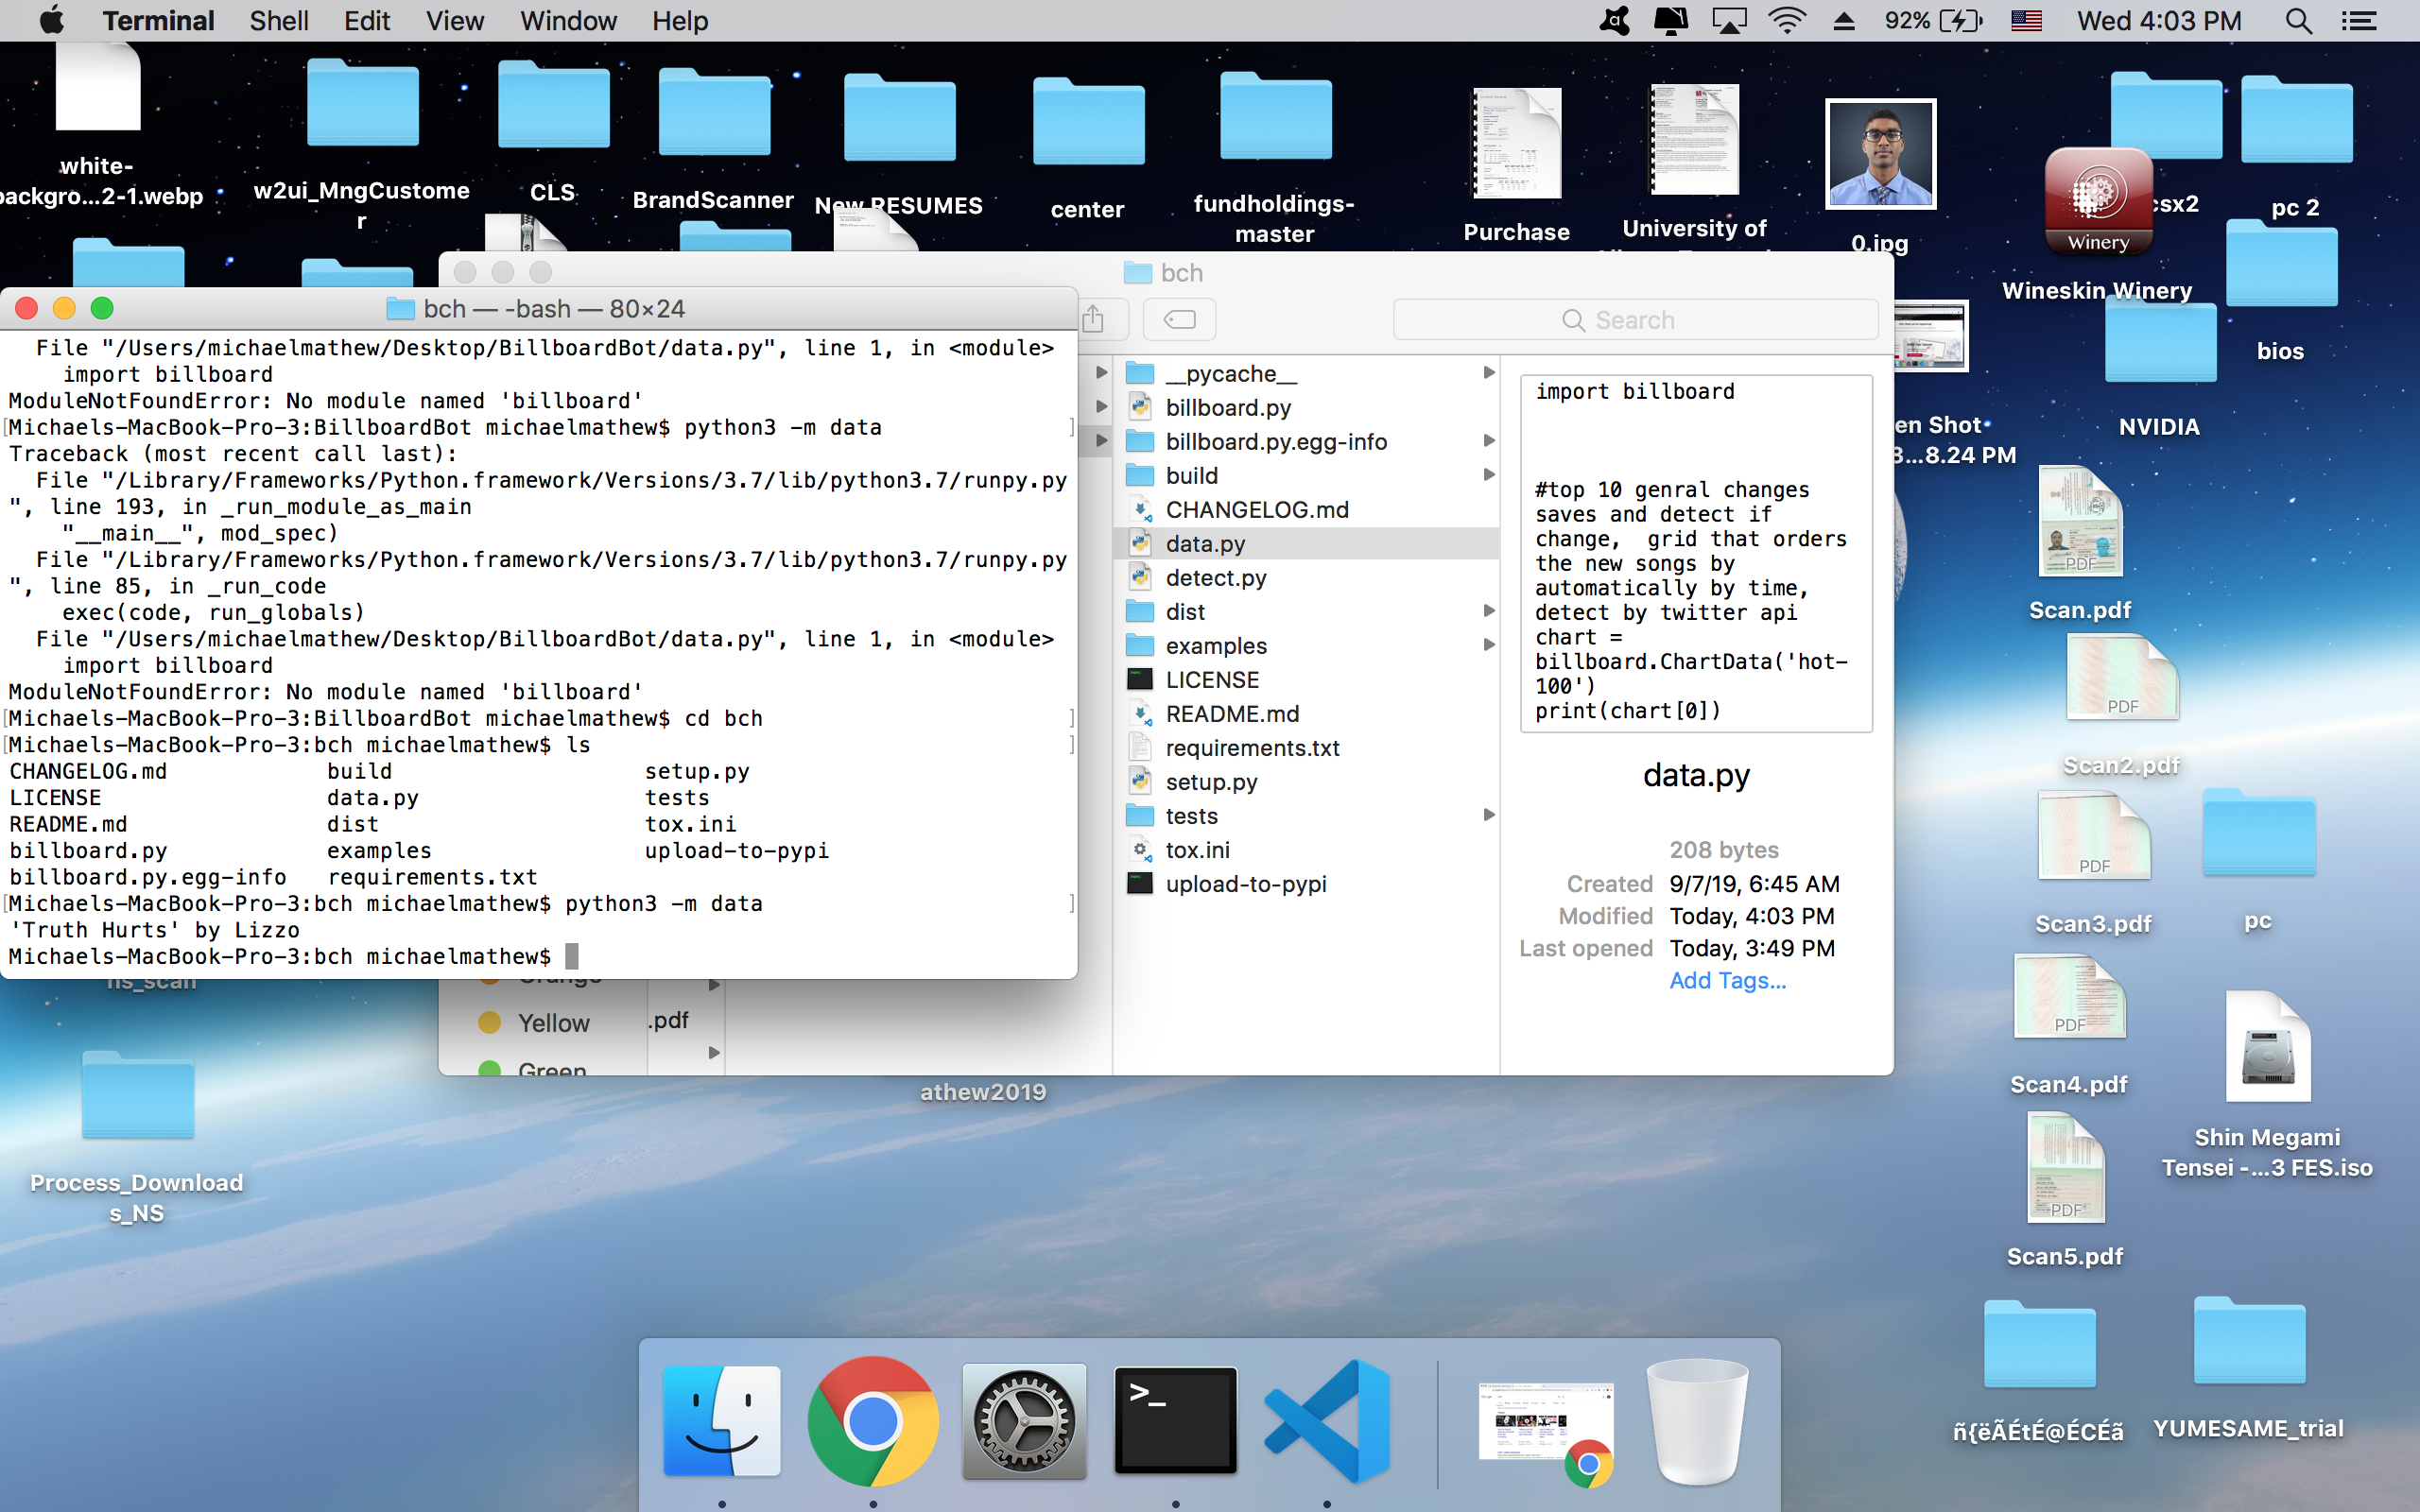 Terminal Shell Edit View Window Help
92%
Wed 4:03 PM
white-
backgro...2-1.webp
w2ui_MngCustome
r
CLS
BrandScanner
New RESUMES
center
fundholdings-
master
Purchase
University of
0.jpg
Winery
Wineskin Winery
csx2
pc 2
bios
NVIDIA
en Shot
8.24 PM
bch — -bash — 80×24
File "/Users/michaelmathew/Desktop/BillboardBot/data.py", line 1, in <module>
import billboard
ModuleNotFoundError: No module named 'billboard'
[Michaels-MacBook-Pro-3:BillboardBot michaelmathew$ python3 -m data ]
Traceback (most recent call last):
File "/Library/Frameworks/Python.framework/Versions/3.7/lib/python3.7/runpy.py
", line 193, in _run_module_as_main
"__main__", mod_spec)
File "/Library/Frameworks/Python.framework/Versions/3.7/lib/python3.7/runpy.py
", line 85, in _run_code
exec(code, run_globals)
File "/Users/michaelmathew/Desktop/BillboardBot/data.py", line 1, in <module>
import billboard
ModuleNotFoundError: No module named 'billboard'
[Michaels-MacBook-Pro-3:BillboardBot michaelmathew$ cd bch ]
[Michaels-MacBook-Pro-3:bch michaelmathew$ ls ]
CHANGELOG.md build setup.py
LICENSE data.py tests
README.md dist tox.ini
billboard.py examples upload-to-pypi
billboard.py.egg-info requirements.txt
[Michaels-MacBook-Pro-3:bch michaelmathew$ python3 -m data ]
'Truth Hurts' by Lizzo
Michaels-MacBook-Pro-3:bch michaelmathew$
bch
Search
__pycache__
billboard.py
billboard.py.egg-info
build
CHANGELOG.md
data.py
detect.py
dist
examples
LICENSE
README.md
requirements.txt
setup.py
tests
tox.ini
upload-to-pypi
import billboard
#top 10 genral changes
saves and detect if
change,  grid that orders
the new songs by
automatically by time,
detect by twitter api
chart =
billboard.ChartData('hot-
100')
print(chart[0])
data.py
208 bytes
Created 9/7/19, 6:45 AM
Modified Today, 4:03 PM
Last opened Today, 3:49 PM
Add Tags...
Orange
Yellow
Green
.pdf
ns_scan
athew2019
Process_Download
s_NS
PDF
Scan.pdf
PDF
Scan2.pdf
PDF
Scan3.pdf
pc
PDF
Scan4.pdf
Shin Megami
Tensei -...3 FES.iso
PDF
Scan5.pdf
ñ{ëÃÉtÉ@ÉCÉã
YUMESAME_trial
>_